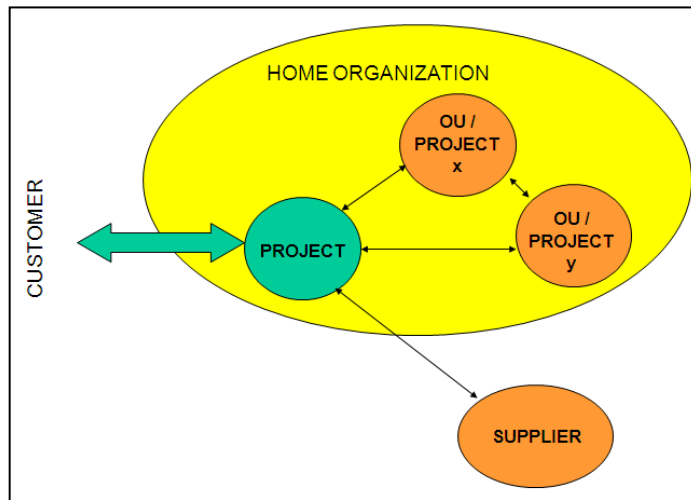 HOME ORGANIZATION
OU /
PROJECT
x
OU /
PROJECT
y
CUSTOMER
PROJECT
SUPPLIER